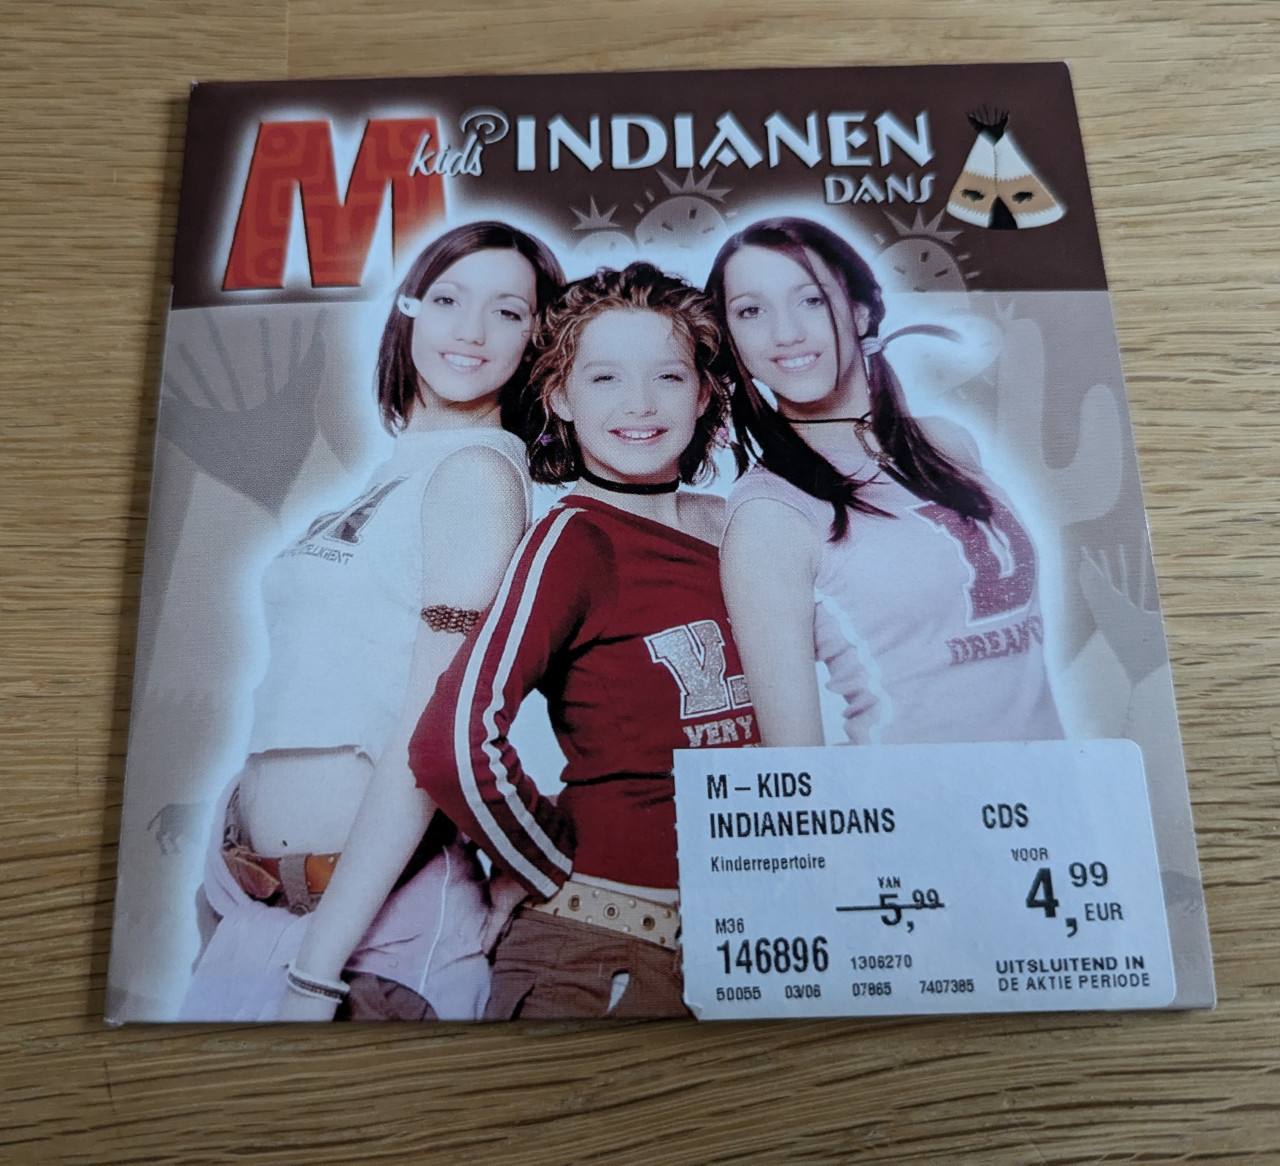 M kids INDIANEN
DANS
VERY
DREAM
M – KIDS
INDIANENDANS CDS
Kinderrepertoire
VAN VOOR
5,99 4,99 EUR
M36
146896 1306270
50055 03/06 07865 7407385
UITSLUITEND IN
DE AKTIE PERIODE